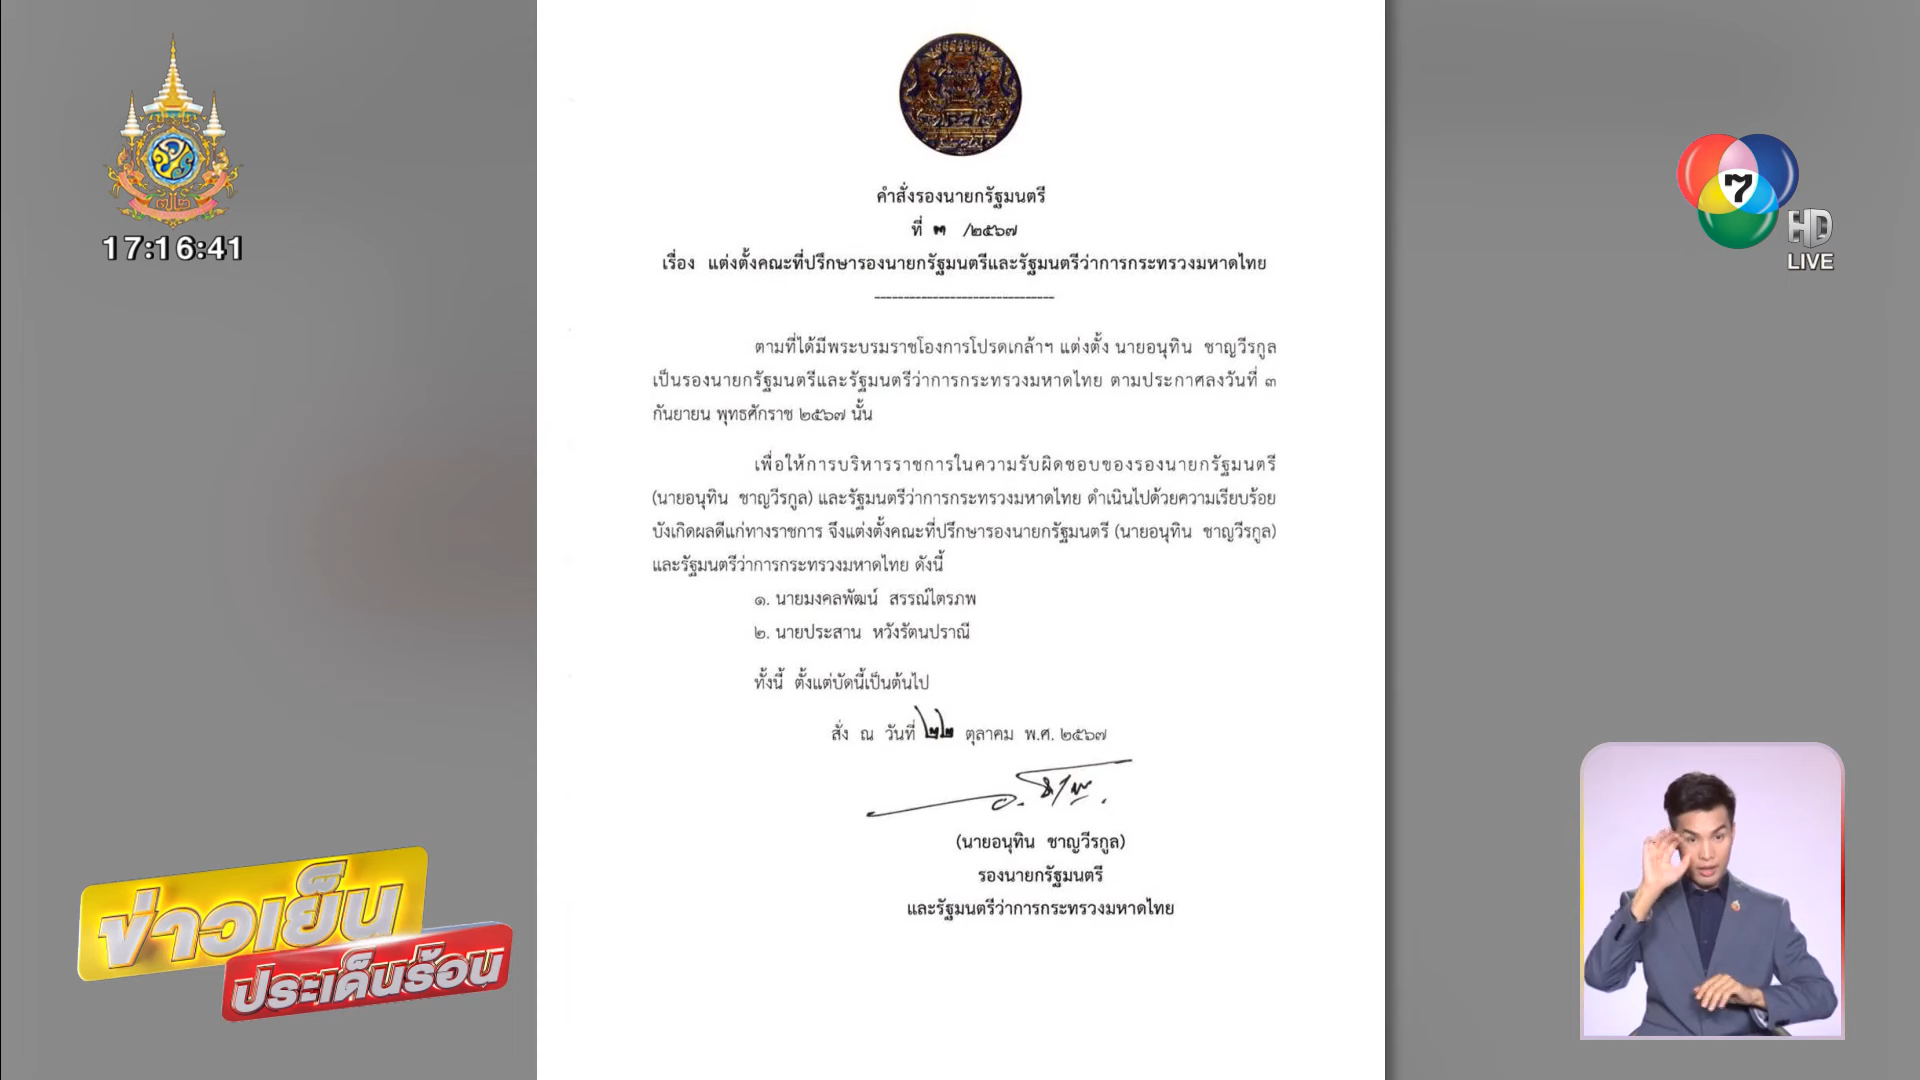 17:16:41
7
HD
LIVE
คำสั่งรองนายกรัฐมนตรี
ที่ ๓ /๒๕๖๗
เรื่อง แต่งตั้งคณะที่ปรึกษารองนายกรัฐมนตรีและรัฐมนตรีว่าการกระทรวงมหาดไทย
-------------------------------
ตามที่ได้มีพระบรมราชโองการโปรดเกล้าฯ แต่งตั้ง นายอนุทิน ชาญวีรกูล
เป็นรองนายกรัฐมนตรีและรัฐมนตรีว่าการกระทรวงมหาดไทย ตามประกาศลงวันที่ ๓
กันยายน พุทธศักราช ๒๕๖๗ นั้น
เพื่อให้การบริหารราชการในความรับผิดชอบของรองนายกรัฐมนตรี
(นายอนุทิน ชาญวีรกูล) และรัฐมนตรีว่าการกระทรวงมหาดไทย ดำเนินไปด้วยความเรียบร้อย
บังเกิดผลดีแก่ทางราชการ จึงแต่งตั้งคณะที่ปรึกษารองนายกรัฐมนตรี (นายอนุทิน ชาญวีรกูล)
และรัฐมนตรีว่าการกระทรวงมหาดไทย ดังนี้
๑. นายมงคลพัฒน์ สรรณ์ไตรภพ
๒. นายประสาน หวังรัตนปราณี
ทั้งนี้ ตั้งแต่บัดนี้เป็นต้นไป
สั่ง ณ วันที่ ๒๒ ตุลาคม พ.ศ. ๒๕๖๗
(นายอนุทิน ชาญวีรกูล)
รองนายกรัฐมนตรี
และรัฐมนตรีว่าการกระทรวงมหาดไทย
ข่าวเย็น
ประเด็นร้อน